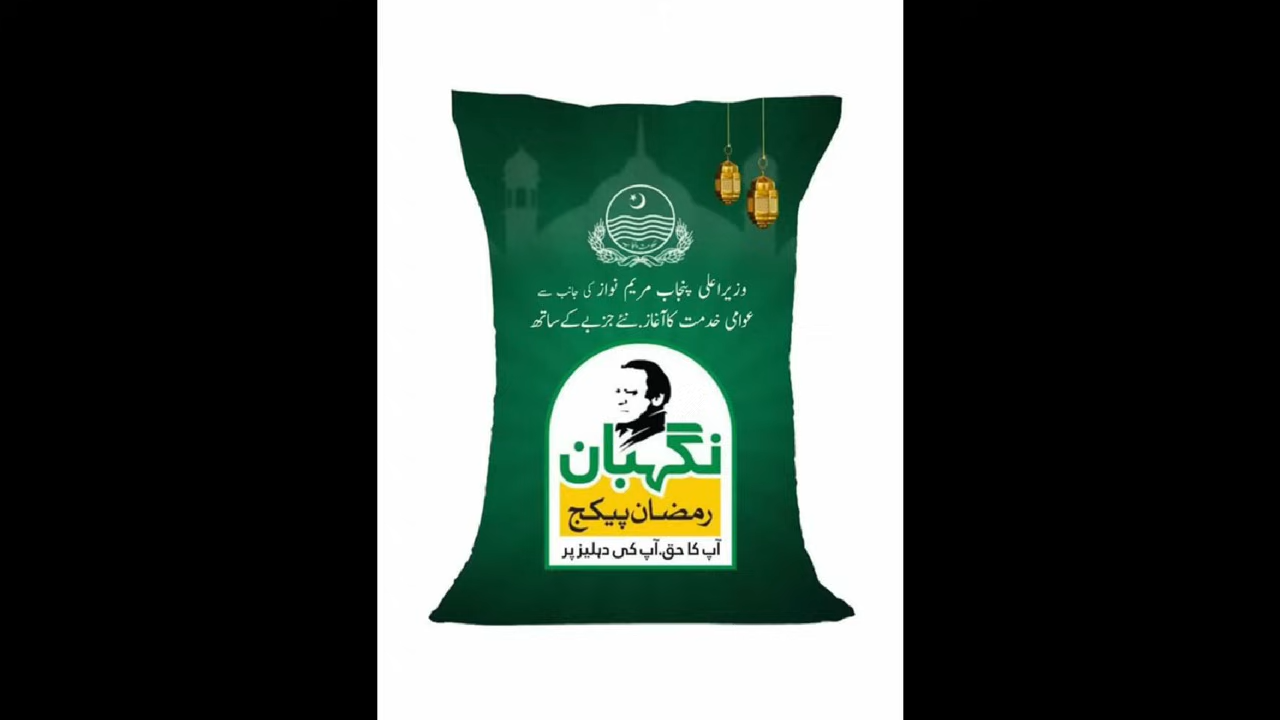 وزیراعلیٰ پنجاب مریم نواز کی جانب سے
عوامی خدمت کا آغاز، نئے جزبے کے ساتھ
نگہبان
رمضان پیکج
آپ کا حق، آپ کی دہلیز پر